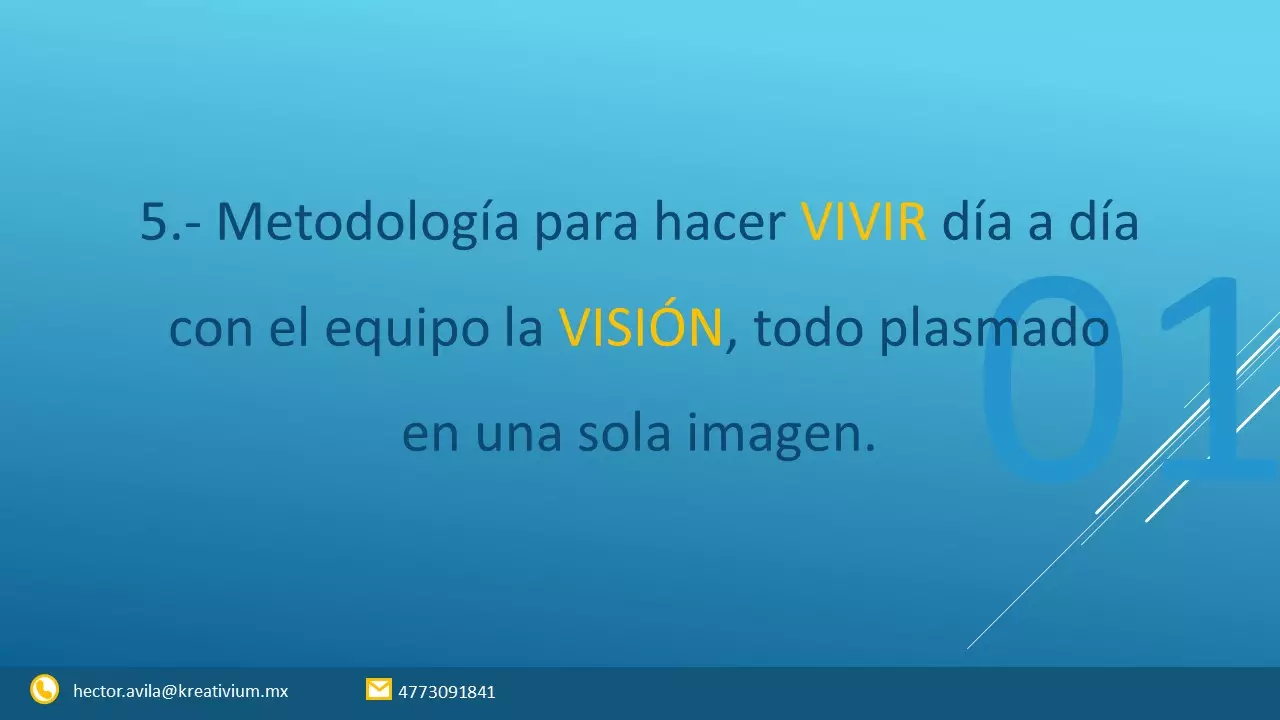 5.- Metodología para hacer VIVIR día a día
con el equipo la VISIÓN, todo plasmado
en una sola imagen.
01
hector.avila@kreativium.mx
4773091841